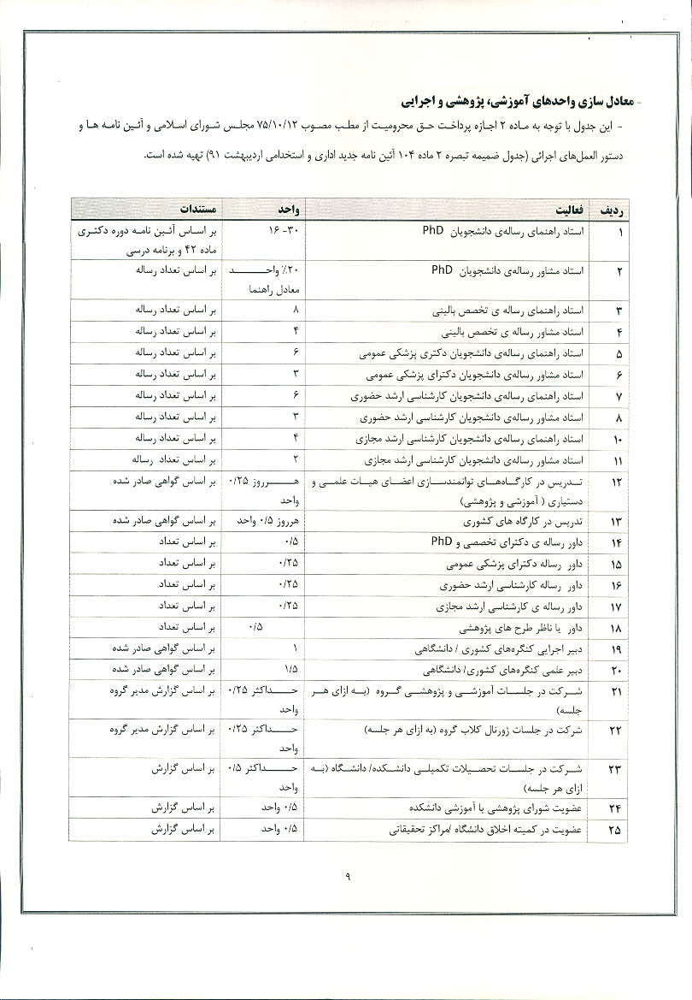 - معادل سازی واحدهای آموزشی، پژوهشی و اجرایی
- این جدول با توجه به ماده ۲ اجازه پرداخت حق محرومیت از مطب مصوب ۷۵/۱۰/۱۲ مجلس شورای اسلامی و آئین نامه ها و
دستور العمل‌های اجرائی (جدول ضمیمه تبصره ۲ ماده ۱۰۴ آئین نامه جدید اداری و استخدامی اردیبهشت ۹۱) تهیه شده است.
ردیف فعالیت واحد مستندات
۱ استاد راهنمای رساله‌ی دانشجویان PhD ۱۶-۳۰ بر اساس آئین نامه دوره دکتری
ماده ۴۲ و برنامه درسی
۲ استاد مشاور رساله‌ی دانشجویان PhD ۲۰٪ واحد بر اساس تعداد رساله
معادل راهنما
۳ استاد راهنمای رساله ی تخصص بالینی ۸ بر اساس تعداد رساله
۴ استاد مشاور رساله ی تخصص بالینی ۴ بر اساس تعداد رساله
۵ استاد راهنمای رساله‌ی دانشجویان دکتری پزشکی عمومی ۶ بر اساس تعداد رساله
۶ استاد مشاور رساله‌ی دانشجویان دکترای پزشکی عمومی ۳ بر اساس تعداد رساله
۷ استاد راهنمای رساله‌ی دانشجویان کارشناسی ارشد حضوری ۶ بر اساس تعداد رساله
۸ استاد مشاور رساله‌ی دانشجویان کارشناسی ارشد حضوری ۳ بر اساس تعداد رساله
۱۰ استاد راهنمای رساله‌ی دانشجویان کارشناسی ارشد مجازی ۴ بر اساس تعداد رساله
۱۱ استاد مشاور رساله‌ی دانشجویان کارشناسی ارشد مجازی ۲ بر اساس تعداد رساله
۱۲ تدریس در کارگاه‌های توانمندسازی اعضای هیات علمی و هرروز ۰/۲۵ بر اساس گواهی صادر شده
دستیاری ( آموزشی و پژوهشی) واحد
۱۳ تدریس در کارگاه های کشوری هرروز ۰/۵ واحد بر اساس گواهی صادر شده
۱۴ داور رساله ی دکترای تخصصی و PhD ۰/۵ بر اساس تعداد
۱۵ داور رساله دکترای پزشکی عمومی ۰/۲۵ بر اساس تعداد
۱۶ داور رساله کارشناسی ارشد حضوری ۰/۲۵ بر اساس تعداد
۱۷ داور رساله ی کارشناسی ارشد مجازی ۰/۲۵ بر اساس تعداد
۱۸ داور یا ناظر طرح های پژوهشی ۰/۵ بر اساس تعداد
۱۹ دبیر اجرایی کنگره‌های کشوری / دانشگاهی ۱ بر اساس گواهی صادر شده
۲۰ دبیر علمی کنگره‌های کشوری/ دانشگاهی ۱/۵ بر اساس گواهی صادر شده
۲۱ شرکت در جلسات آموزشی و پژوهشی گروه (به ازای هر حداکثر ۰/۲۵ بر اساس گزارش مدیر گروه
جلسه) واحد
۲۲ شرکت در جلسات ژورنال کلاب گروه (به ازای هر جلسه) حداکثر ۰/۲۵ بر اساس گزارش مدیر گروه
واحد
۲۳ شرکت در جلسات تحصیلات تکمیلی دانشکده/ دانشگاه (به حداکثر ۰/۵ بر اساس گزارش
ازای هر جلسه) واحد
۲۴ عضویت شورای پژوهشی یا آموزشی دانشکده ۰/۵ واحد بر اساس گزارش
۲۵ عضویت در کمیته اخلاق دانشگاه /مراکز تحقیقاتی ۰/۵ واحد بر اساس گزارش
۹